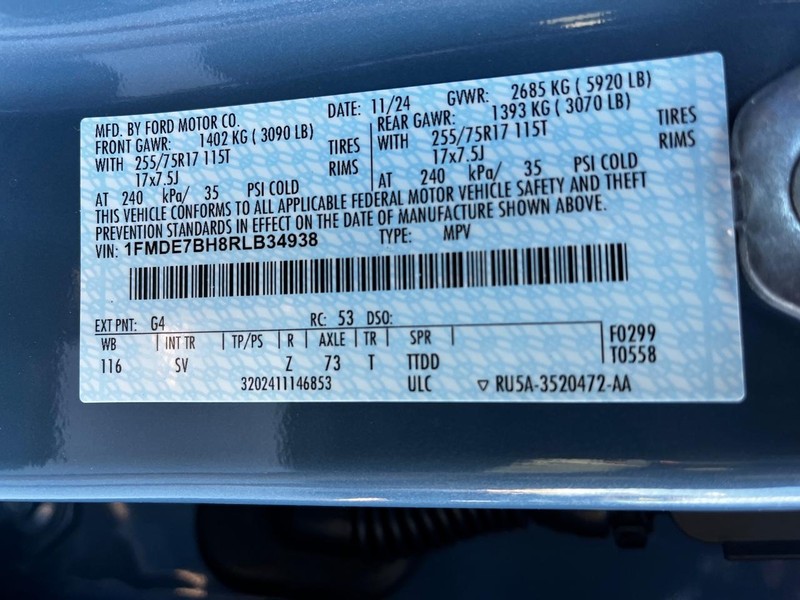 MFD. BY FORD MOTOR CO. DATE: 11/24 GVWR: 2685 KG ( 5920 LB)
FRONT GAWR: 1402 KG ( 3090 LB) REAR GAWR: 1393 KG ( 3070 LB)
WITH 255/75R17 115T TIRES WITH 255/75R17 115T TIRES
17x7.5J RIMS 17x7.5J RIMS
AT 240 kPa/ 35 PSI COLD AT 240 kPa/ 35 PSI COLD
THIS VEHICLE CONFORMS TO ALL APPLICABLE FEDERAL MOTOR VEHICLE SAFETY AND THEFT
PREVENTION STANDARDS IN EFFECT ON THE DATE OF MANUFACTURE SHOWN ABOVE.
VIN: 1FMDE7BH8RLB34938 TYPE: MPV
EXT PNT: G4 RC: 53 DSO:
WB INT TR TP/PS R AXLE TR SPR F0299
116 SV Z 73 T TTDD T0558
3202411146853 ULC ▽ RU5A-3520472-AA